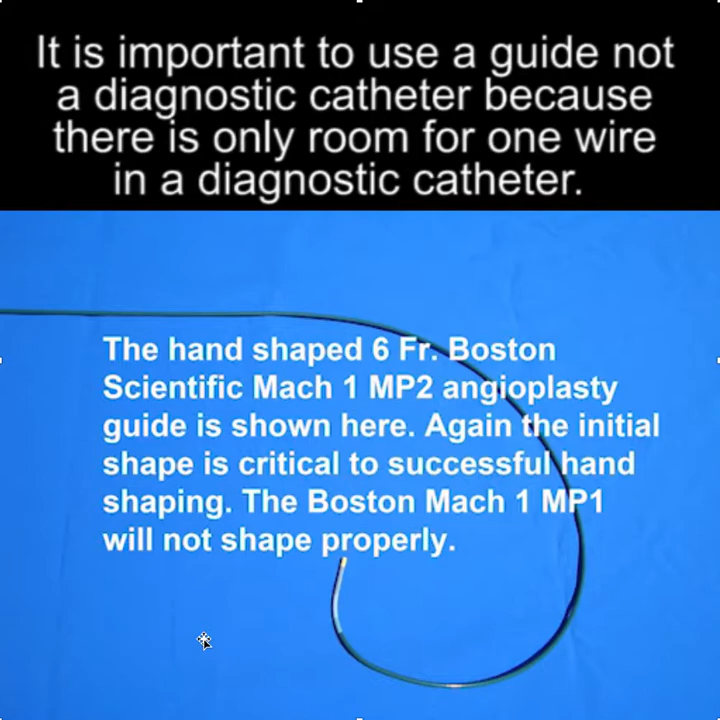 It is important to use a guide not
a diagnostic catheter because
there is only room for one wire
in a diagnostic catheter.
The hand shaped 6 Fr. Boston
Scientific Mach 1 MP2 angioplasty
guide is shown here. Again the initial
shape is critical to successful hand
shaping. The Boston Mach 1 MP1
will not shape properly.